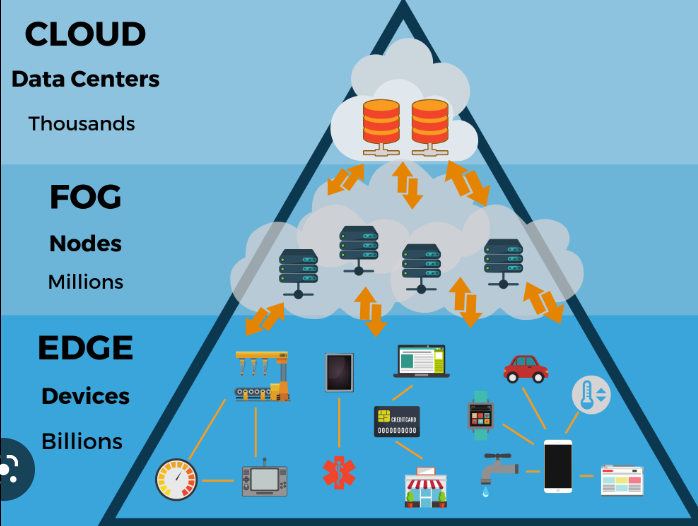 CLOUD
Data Centers
Thousands
FOG
Nodes
Millions
EDGE
Devices
Billions
CREDITCARD
0000000000